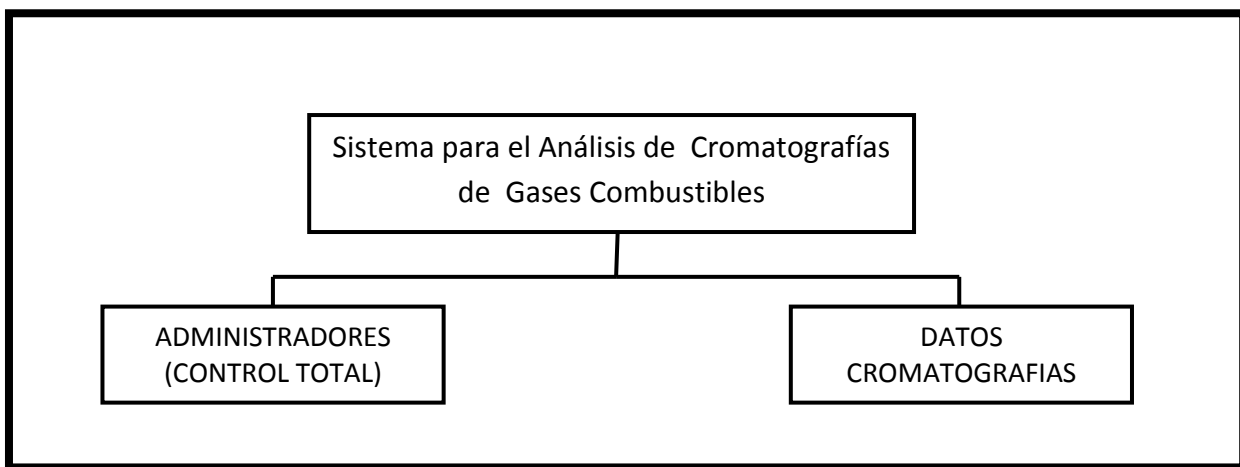 Sistema para el Análisis de Cromatografías
de Gases Combustibles
ADMINISTRADORES
(CONTROL TOTAL)
DATOS
CROMATOGRAFIAS